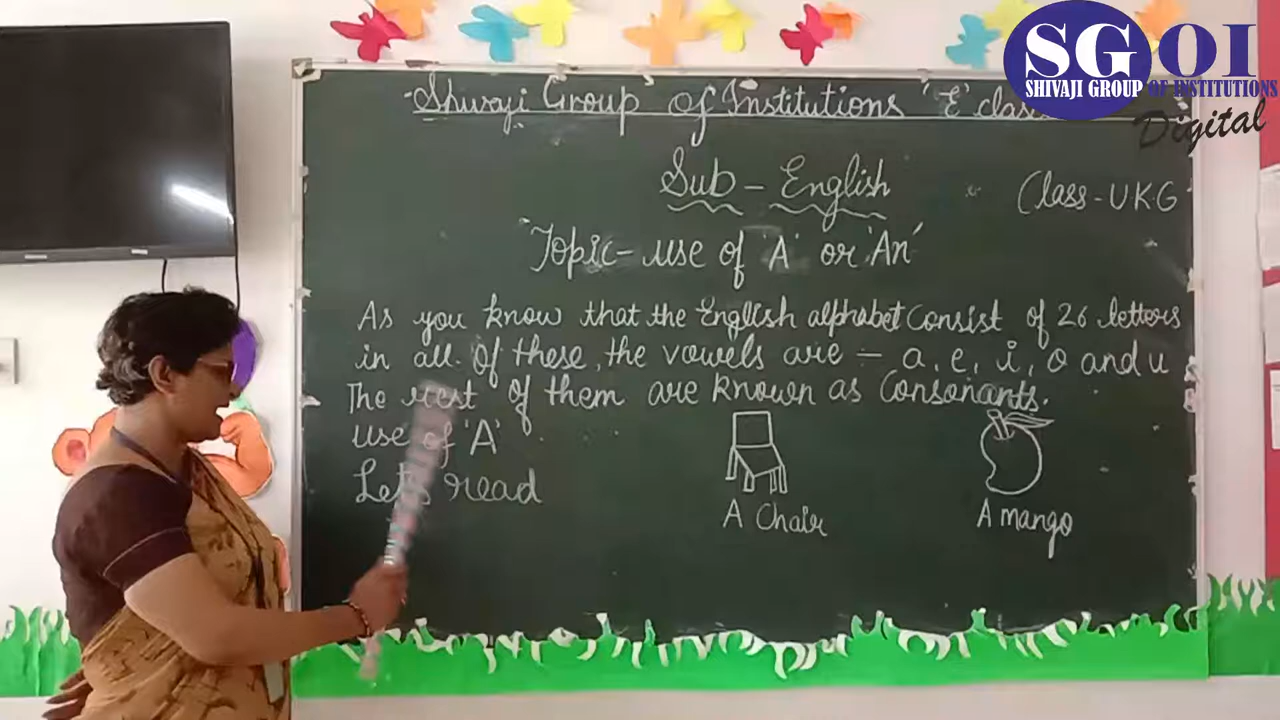 SGOI
SHIVAJI GROUP OF INSTITUTIONS
Digital
Shivaji Group of Institutions 'E' clas
Sub - English
Class - UKG
Topic - use of 'A' or 'An'
As you know that the English alphabet consist of 26 letters
in all. Of these, the vowels are - a, e, i, o and u
The rest of them are known as Consonants.
use of 'A'
Let's read
A Chair
A mango